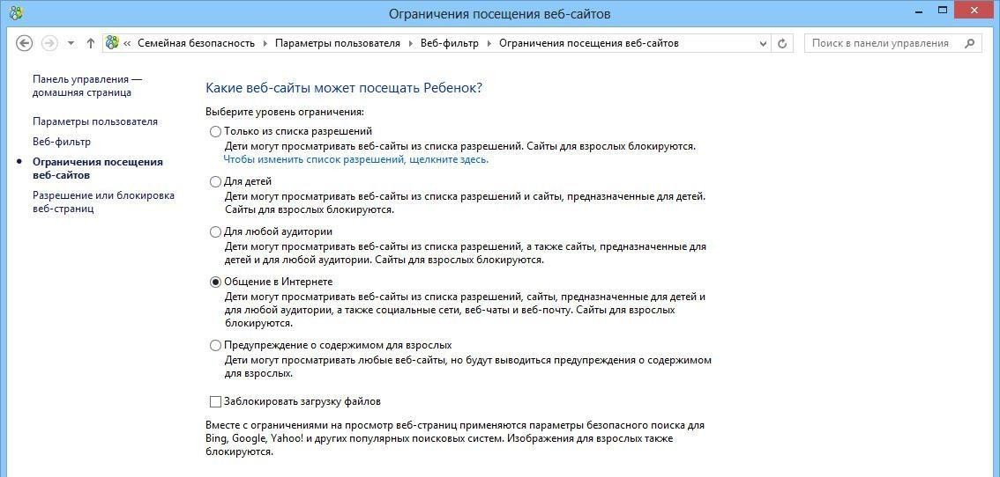 Ограничения посещения веб-сайтов
« Семейная безопасность Параметры пользователя Веб-фильтр Ограничения посещения веб-сайтов
Поиск в панели управления
Панель управления —
домашняя страница
Параметры пользователя
Веб-фильтр
Ограничения посещения
веб-сайтов
Разрешение или блокировка
веб-страниц
Какие веб-сайты может посещать Ребенок?
Выберите уровень ограничения:
Только из списка разрешений
Дети могут просматривать веб-сайты из списка разрешений. Сайты для взрослых блокируются.
Чтобы изменить список разрешений, щелкните здесь.
Для детей
Дети могут просматривать веб-сайты из списка разрешений и сайты, предназначенные для детей.
Сайты для взрослых блокируются.
Для любой аудитории
Дети могут просматривать веб-сайты из списка разрешений, а также сайты, предназначенные для
детей и для любой аудитории. Сайты для взрослых блокируются.
Общение в Интернете
Дети могут просматривать веб-сайты из списка разрешений, сайты, предназначенные для детей и
для любой аудитории, а также социальные сети, веб-чаты и веб-почту. Сайты для взрослых
блокируются.
Предупреждение о содержимом для взрослых
Дети могут просматривать любые веб-сайты, но будут выводиться предупреждения о содержимом
для взрослых.
Заблокировать загрузку файлов
Вместе с ограничениями на просмотр веб-страниц применяются параметры безопасного поиска для
Bing, Google, Yahoo! и других популярных поисковых систем. Изображения для взрослых также
блокируются.